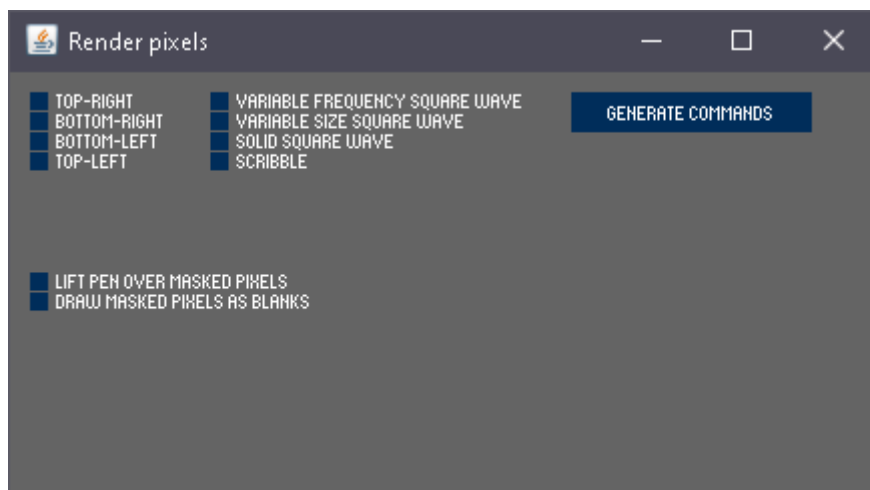 Render pixels
TOP-RIGHT
BOTTOM-RIGHT
BOTTOM-LEFT
TOP-LEFT
VARIABLE FREQUENCY SQUARE WAVE
VARIABLE SIZE SQUARE WAVE
SOLID SQUARE WAVE
SCRIBBLE
GENERATE COMMANDS
LIFT PEN OVER MASKED PIXELS
DRAW MASKED PIXELS AS BLANKS